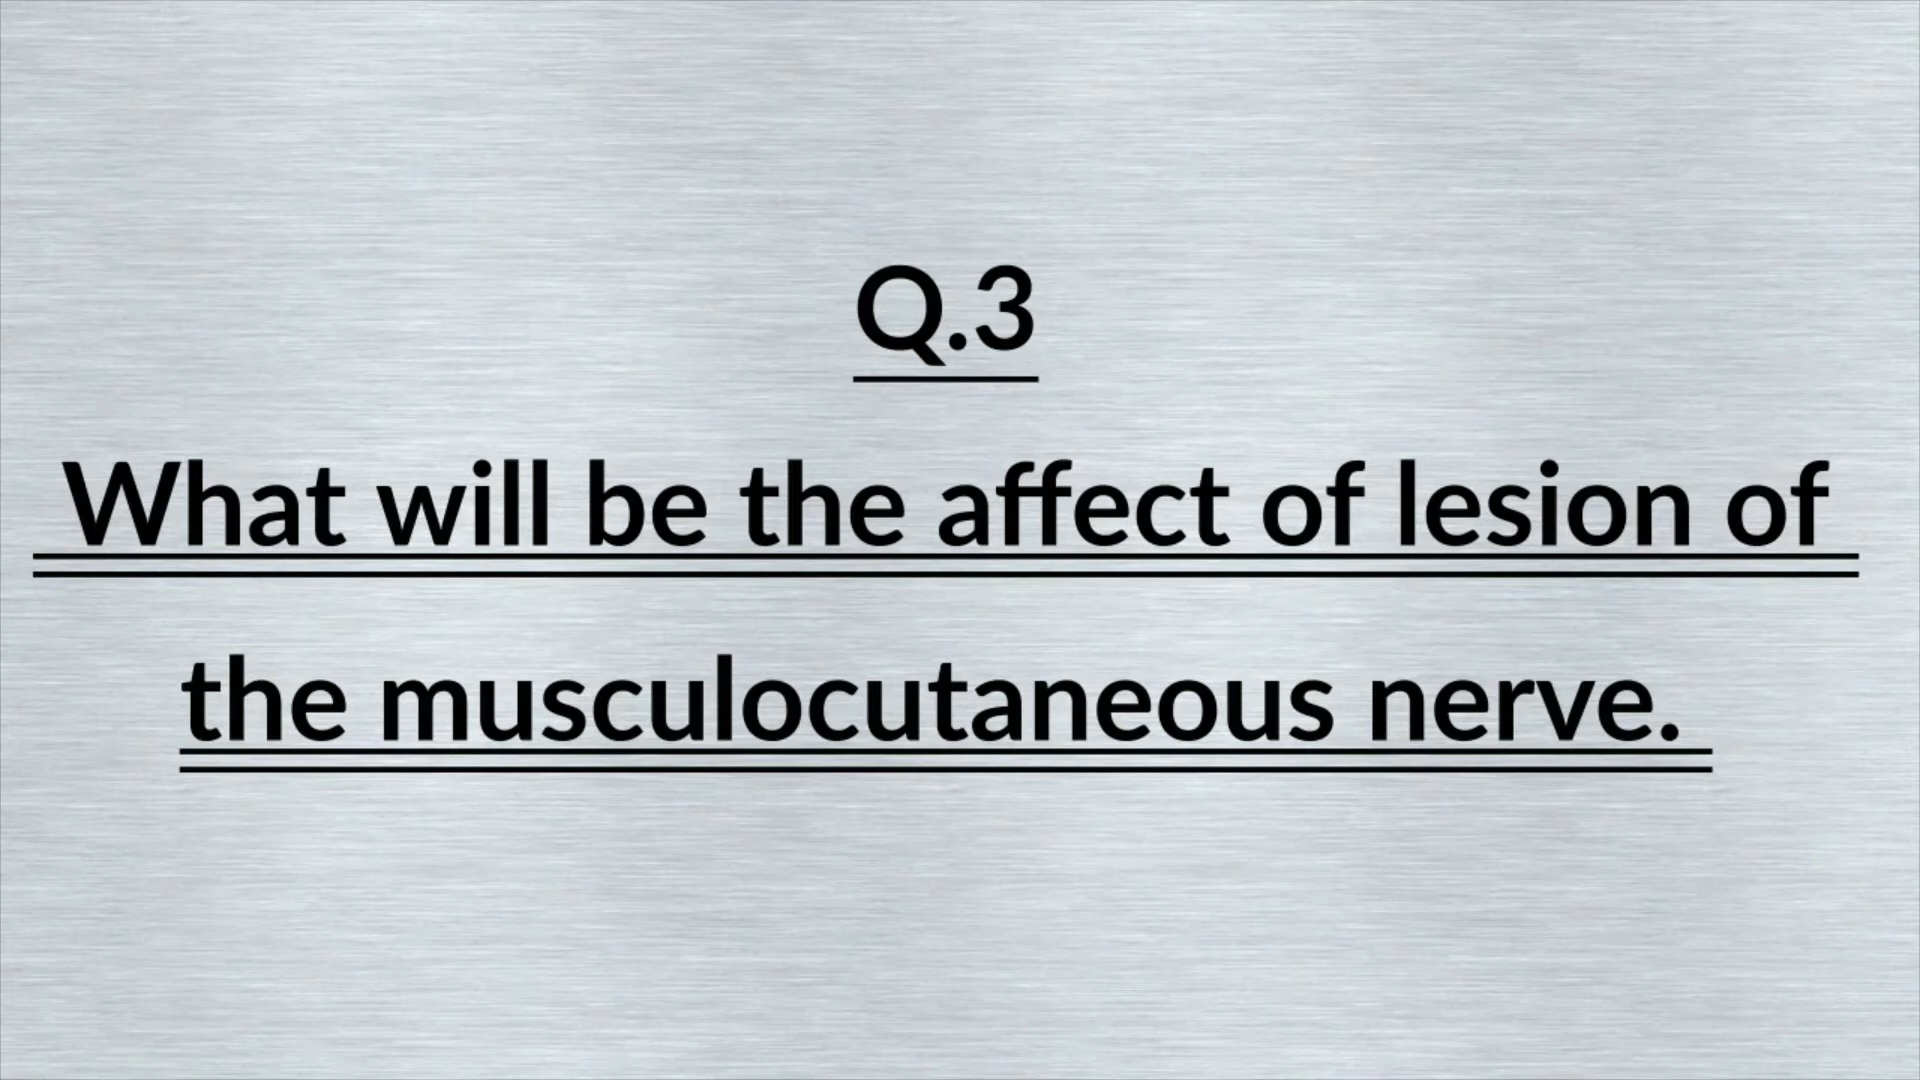 Q.3
What will be the affect of lesion of
the musculocutaneous nerve.